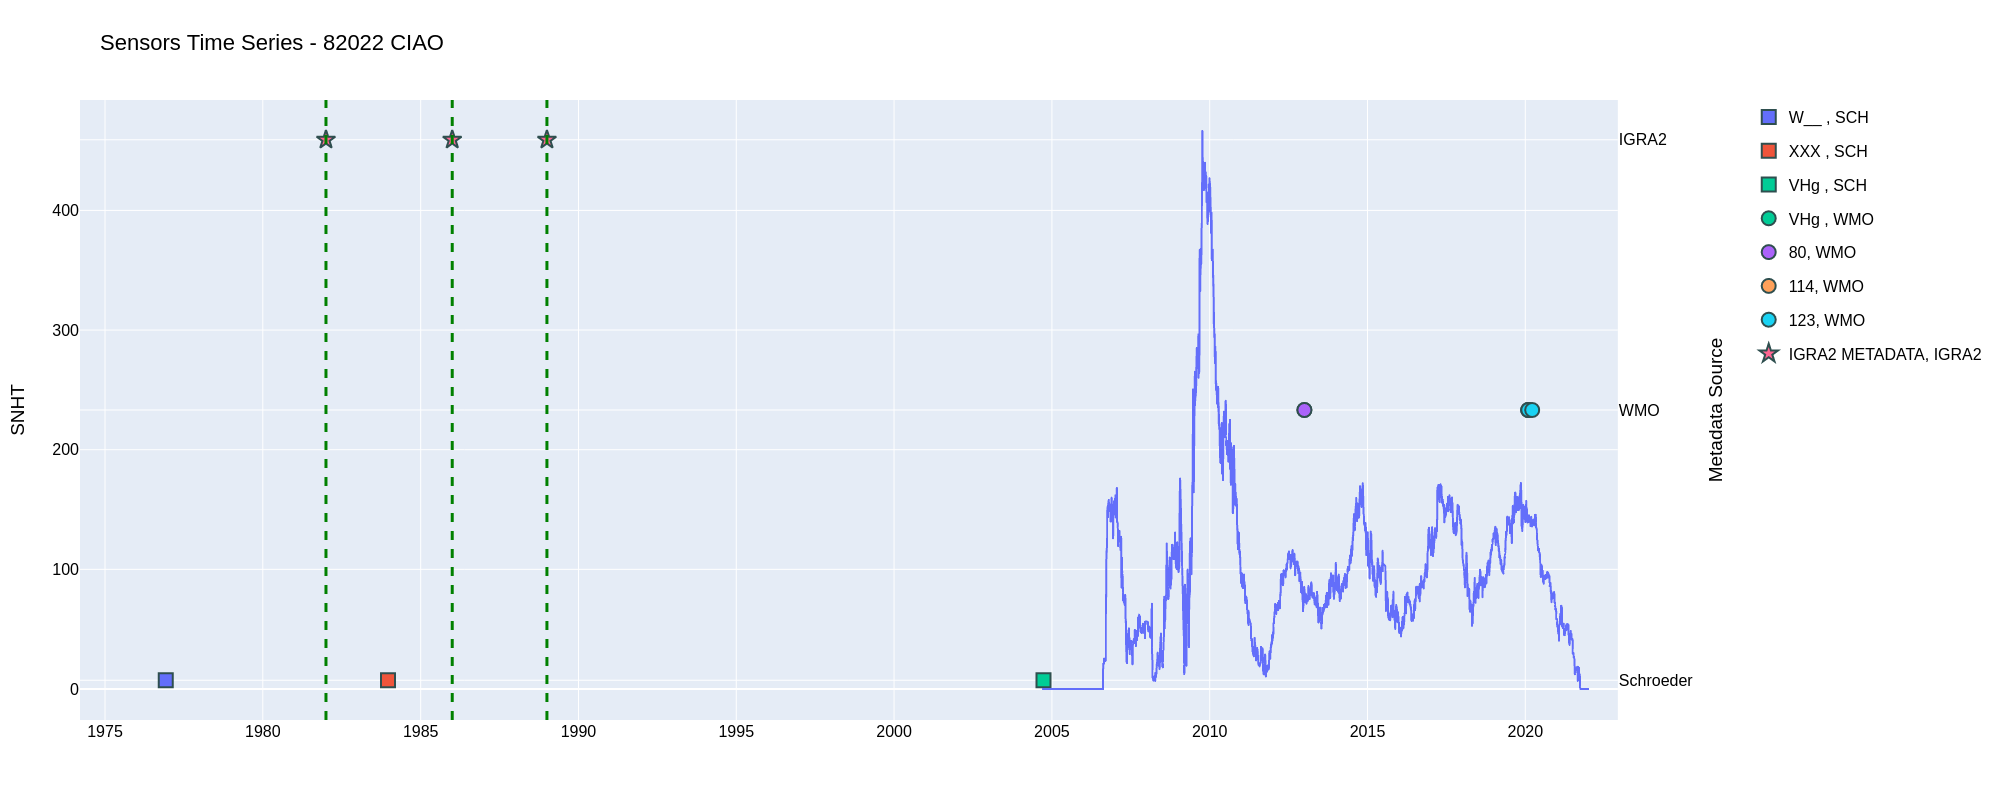 Sensors Time Series - 82022 CIAO
SNHT
400
300
200
100
0
1975
1980
1985
1990
1995
2000
2005
2010
2015
2020
IGRA2
WMO
Schroeder
Metadata Source
W__ , SCH
XXX , SCH
VHg , SCH
VHg , WMO
80, WMO
114, WMO
123, WMO
IGRA2 METADATA, IGRA2